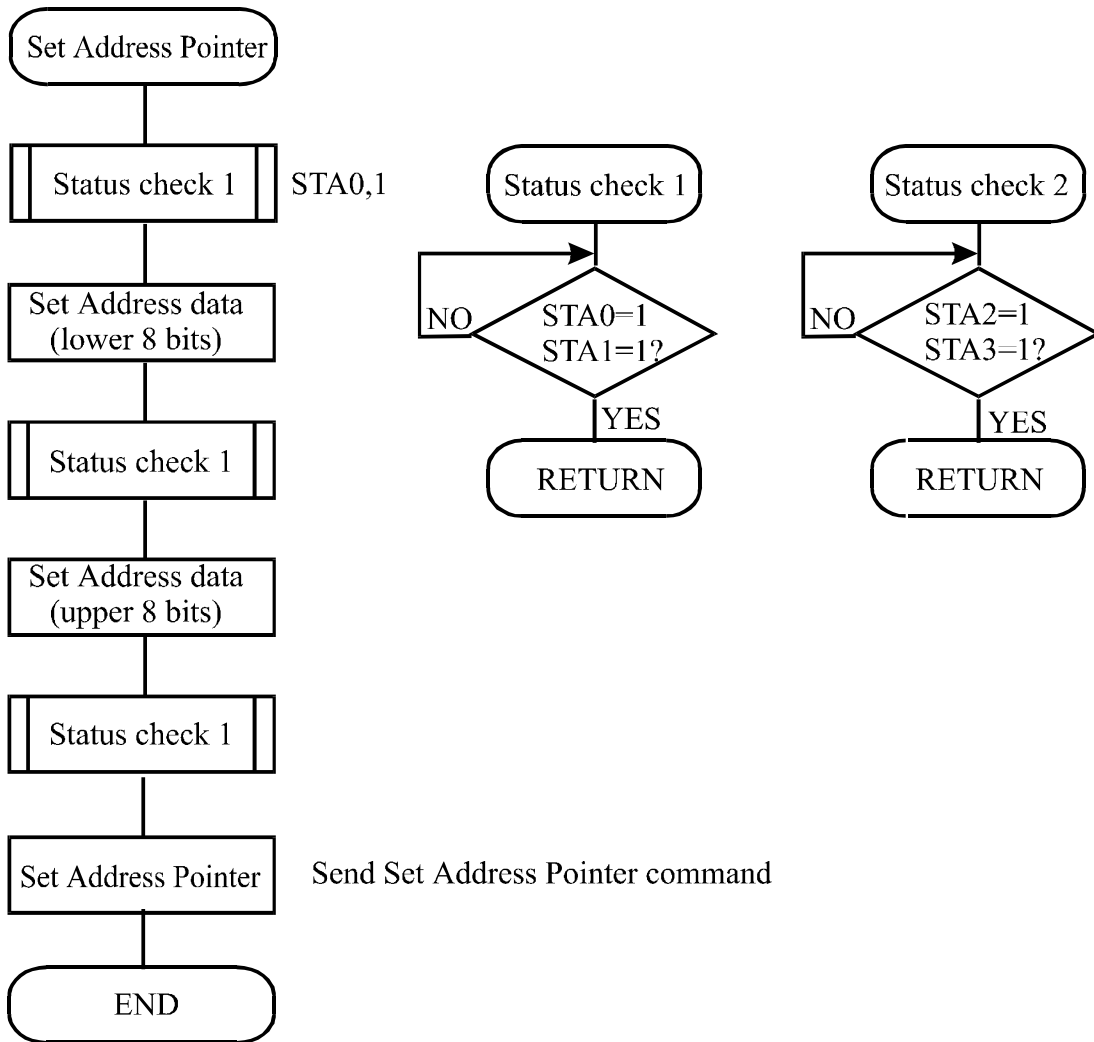 Set Address Pointer
Status check 1
STA0,1
Set Address data
(lower 8 bits)
Status check 1
Set Address data
(upper 8 bits)
Status check 1
Set Address Pointer
Send Set Address Pointer command
END
Status check 1
NO
STA0=1
STA1=1?
YES
RETURN
Status check 2
NO
STA2=1
STA3=1?
YES
RETURN